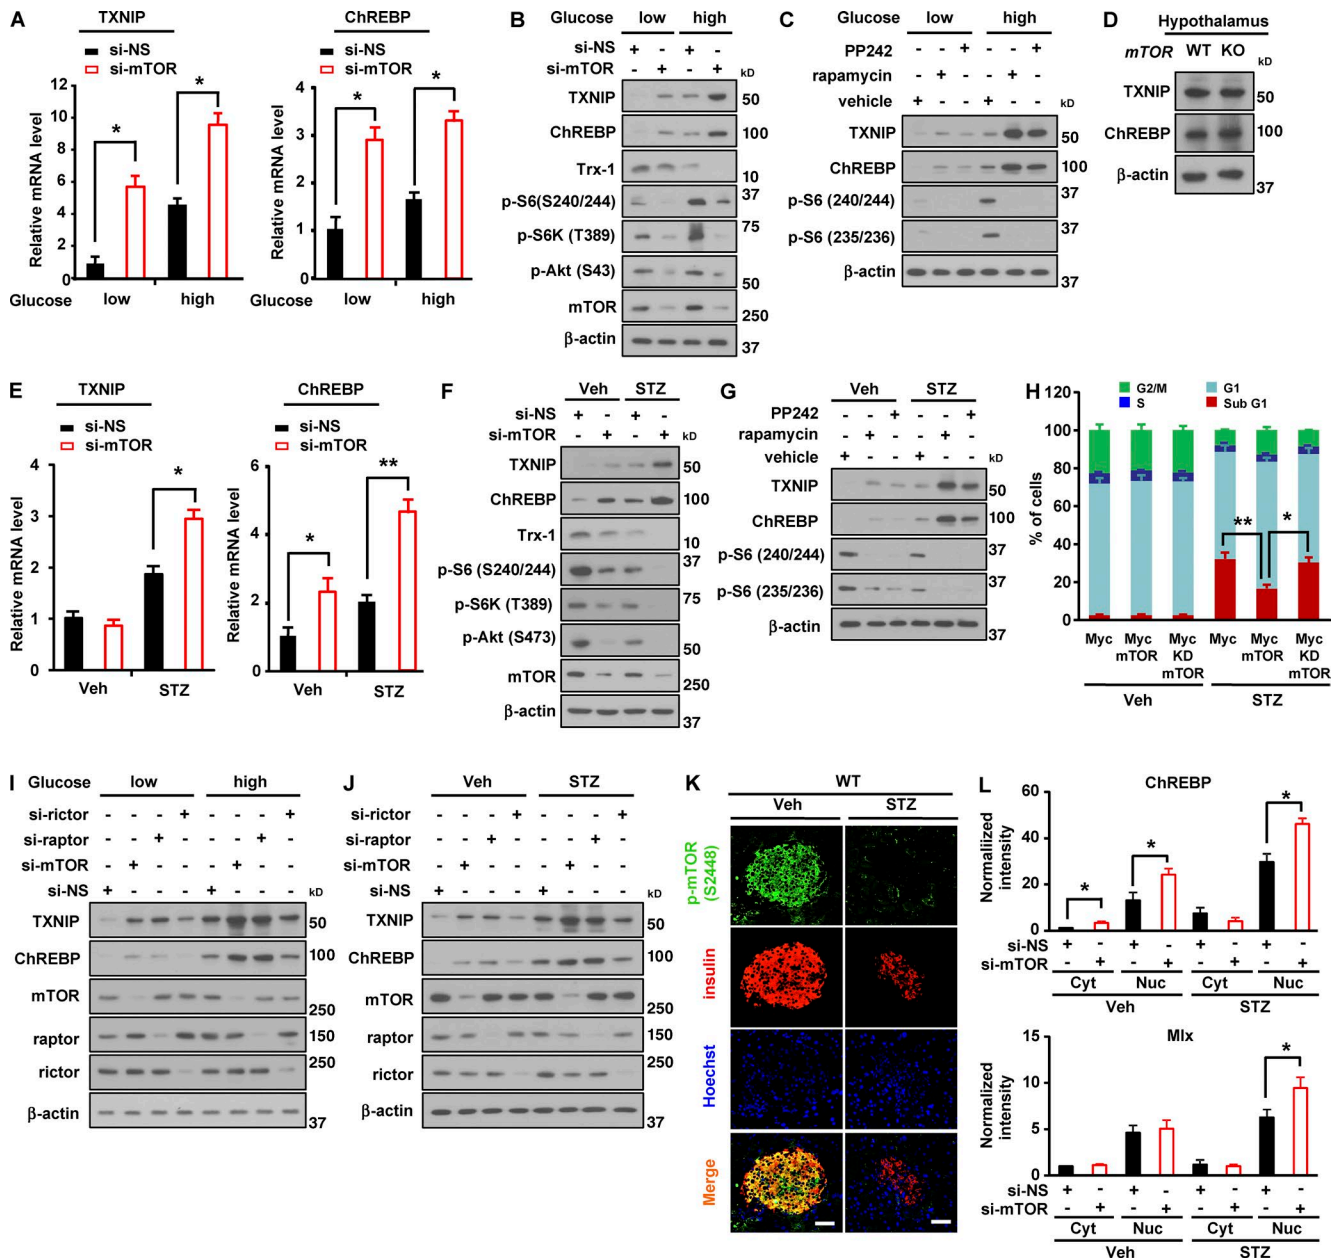 A
TXNIP
si-NS
si-mTOR
Relative mRNA level
12
10
8
6
4
2
0
*
*
Glucose
low
high
ChREBP
si-NS
si-mTOR
Relative mRNA level
4
3
2
1
0
*
*
Glucose
low
high
B
Glucose low high
si-NS + - + -
si-mTOR - + - + kD
TXNIP 50
ChREBP 100
Trx-1 10
p-S6(S240/244) 37
p-S6K (T389) 75
p-Akt (S43) 50
mTOR 250
β-actin 37
C
Glucose low high
PP242 - - + - - +
rapamycin - + - - + -
vehicle + - - + - - kD
TXNIP 50
ChREBP 100
p-S6 (240/244) 37
p-S6 (235/236) 37
β-actin 37
D
Hypothalamus
mTOR WT KO
kD
TXNIP 50
ChREBP 100
β-actin 37
E
TXNIP
si-NS
si-mTOR
Relative mRNA level
4
3
2
1
0
*
Veh
STZ
ChREBP
si-NS
si-mTOR
Relative mRNA level
6
4
2
0
*
**
Veh
STZ
F
Veh STZ
si-NS + - + -
si-mTOR - + - + kD
TXNIP 50
ChREBP 100
Trx-1 10
p-S6 (S240/244) 37
p-S6K (T389) 75
p-Akt (S473) 50
mTOR 250
β-actin 37
G
Veh STZ
PP242 - - + - - +
rapamycin - + - - + -
vehicle + - - + - - kD
TXNIP 50
ChREBP 100
p-S6 (240/244) 37
p-S6 (235/236) 37
β-actin 37
H
G2/M
G1
S
Sub G1
% of cells
120
100
80
60
40
20
0
**
*
Myc
Myc mTOR
Myc KD mTOR
Myc
Myc mTOR
Myc KD mTOR
Veh
STZ
I
Glucose low high
si-rictor - - - + - - - +
si-raptor - - + - - - + -
si-mTOR - + - - - + - -
si-NS + - - - + - - - kD
TXNIP 50
ChREBP 100
mTOR 250
raptor 150
rictor 250
β-actin 37
J
Veh STZ
si-rictor - - - + - - - +
si-raptor - - + - - - + -
si-mTOR - + - - - + - -
si-NS + - - - + - - - kD
TXNIP 50
ChREBP 100
mTOR 250
raptor 150
rictor 250
β-actin 37
K
WT
Veh
STZ
p-mTOR (S2448)
insulin
Hoechst
Merge
L
ChREBP
Normaliized intensity
60
40
20
0
*
*
*
si-NS + - + - + - + -
si-mTOR - + - + - + - +
Cyt Nuc Cyt Nuc
Veh STZ
Mlx
Normalized intensity
15
10
5
0
*
si-NS + - + - + - + -
si-mTOR - + - + - + - +
Cyt Nuc Cyt Nuc
Veh STZ